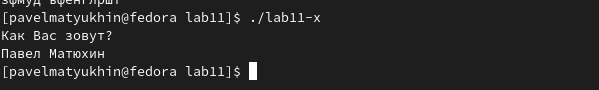 [pavelmatyukhin@fedora lab11]$ ./lab11-x
Как Вас зовут?
Павел Матюхин
[pavelmatyukhin@fedora lab11]$